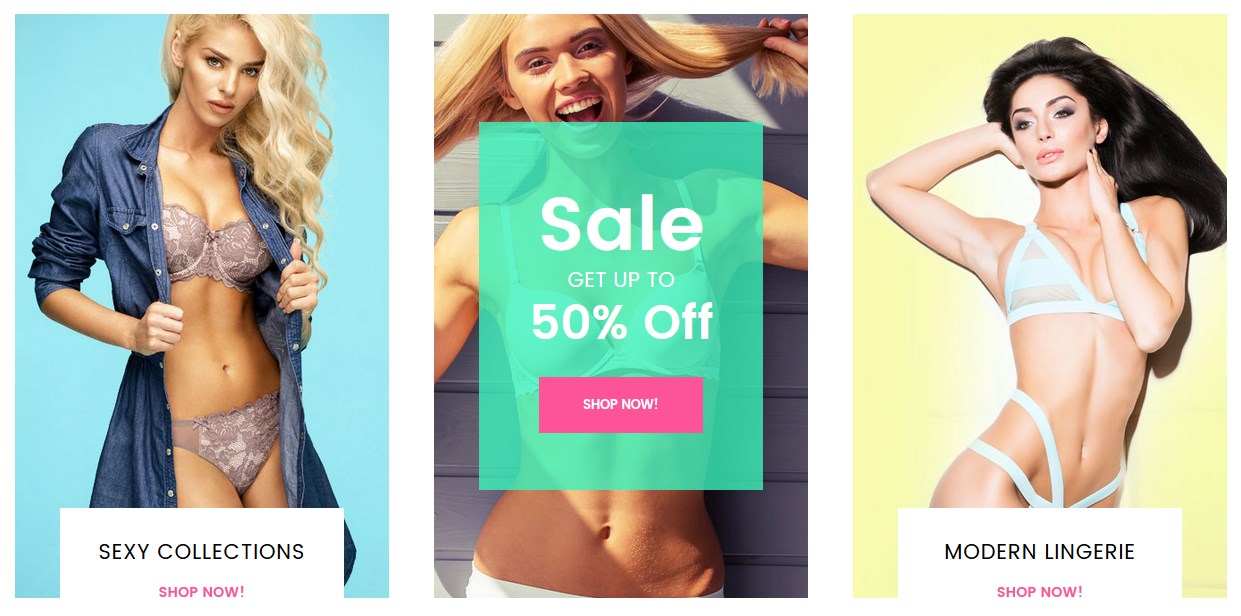 SEXY COLLECTIONS
SHOP NOW!
Sale
GET UP TO
50% Off
SHOP NOW!
MODERN LINGERIE
SHOP NOW!